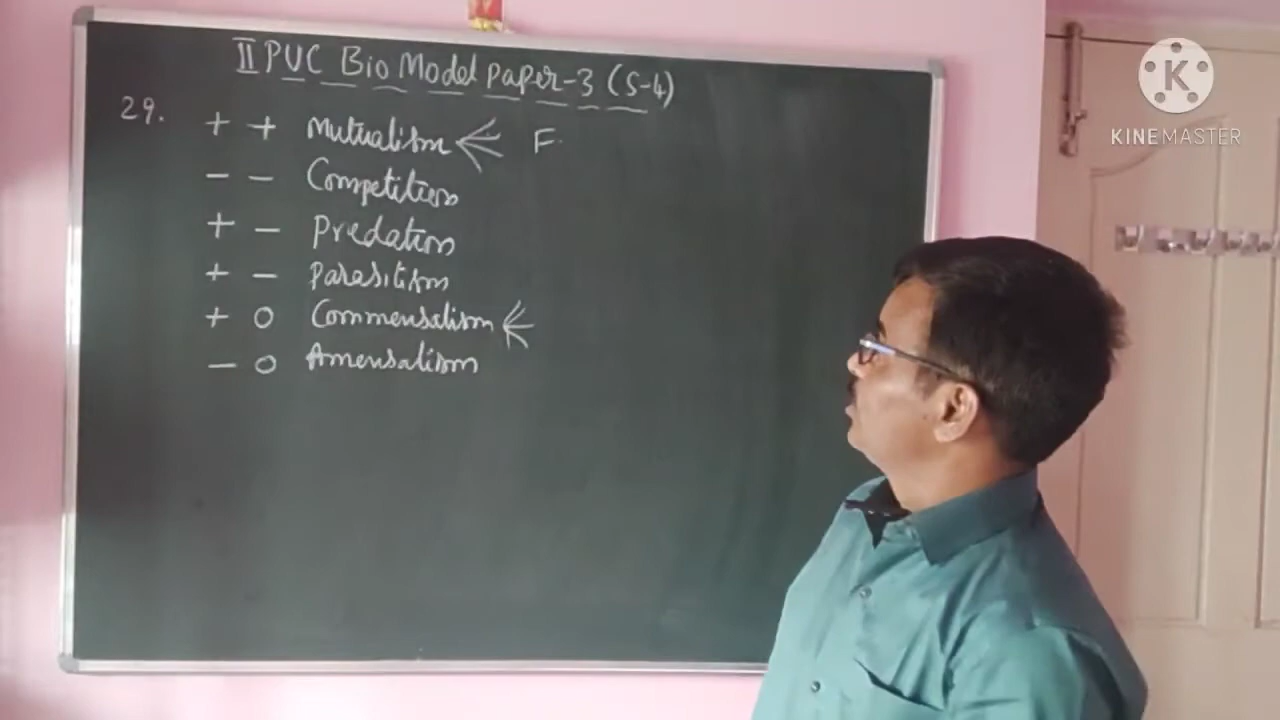 II PUC Bio Model Paper-3 (S-4)
29. + + Mutualism F.
- - Competition
+ - Predation
+ - Parasitism
+ 0 Commensalism
- 0 Amensalism
K
KINEMASTER